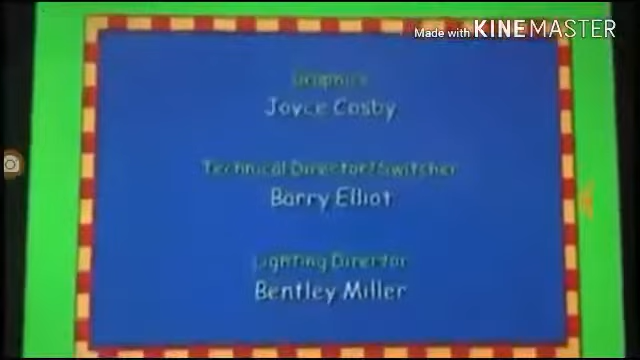 Made with KINEMASTER
Graphics
Joyce Cosby
Technical Director/Switcher
Barry Elliot
Lighting Director
Bentley Miller